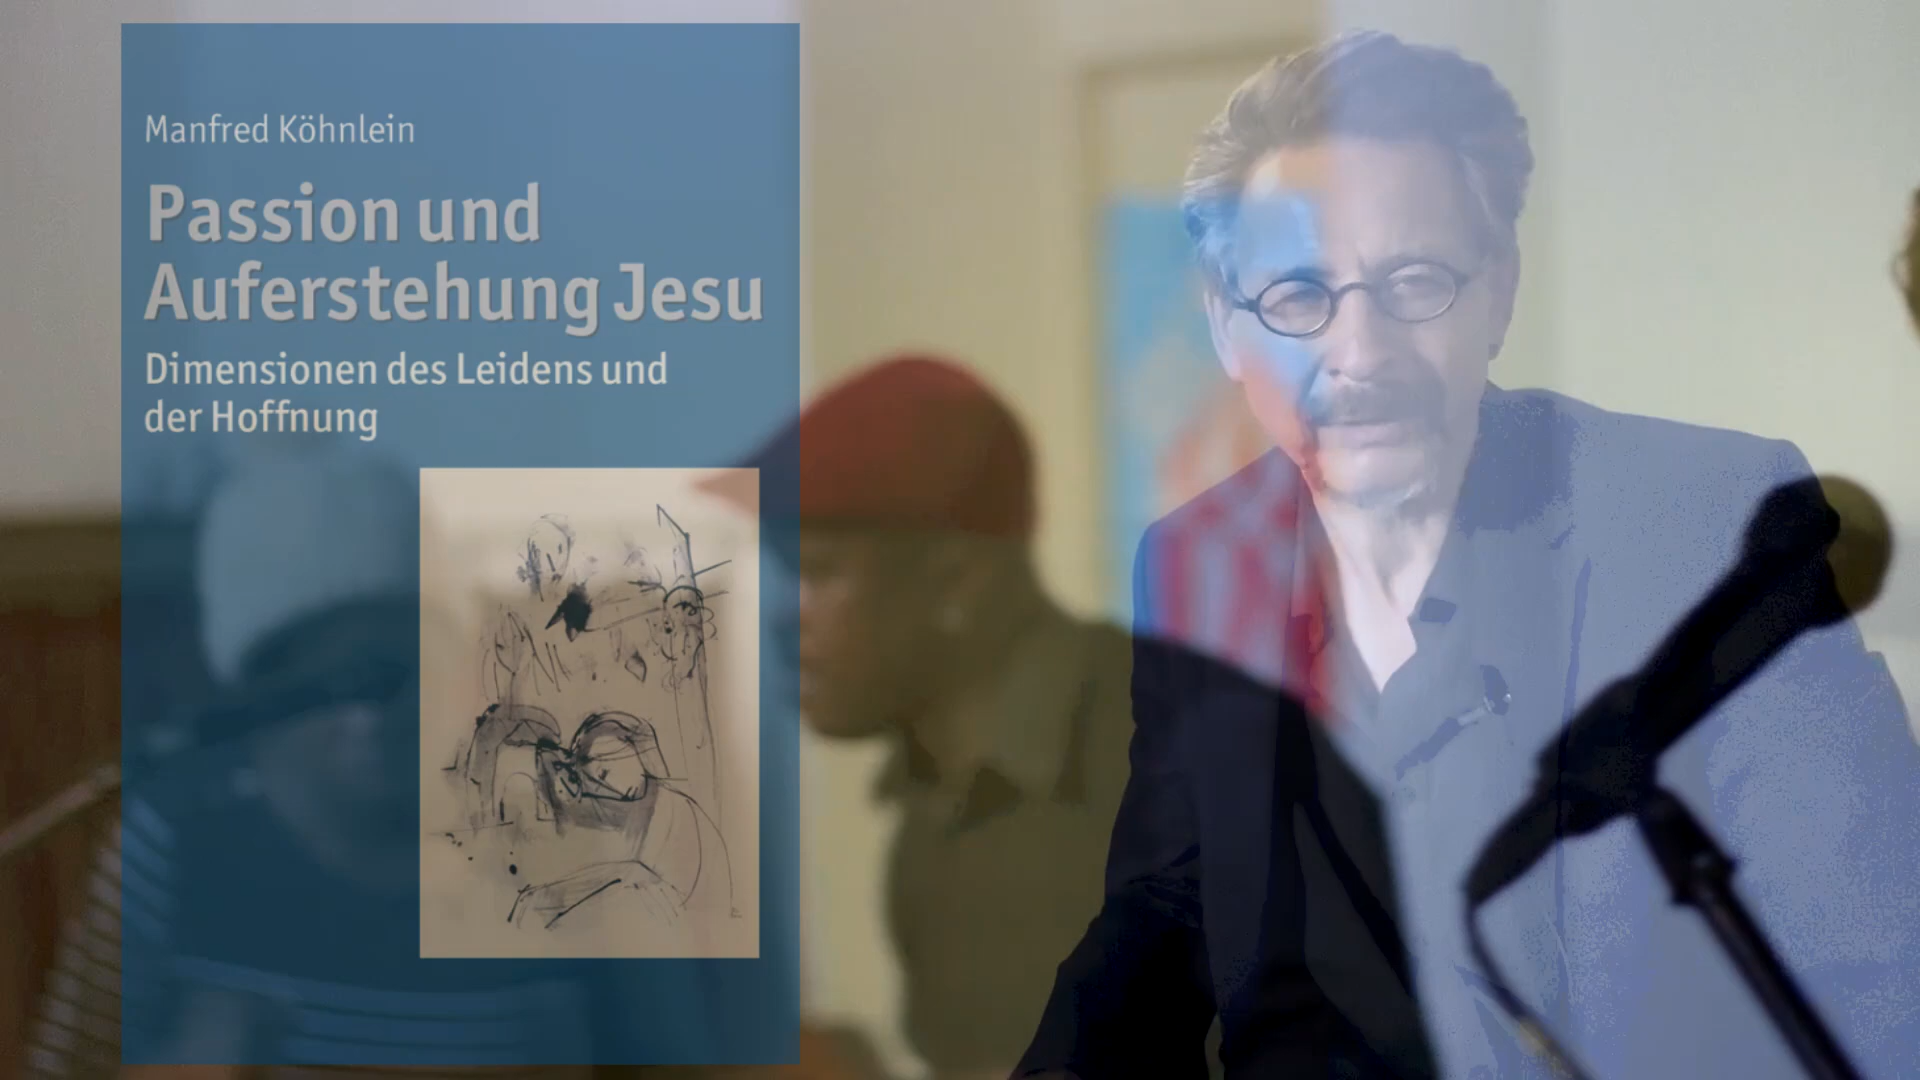 Manfred Köhnlein
Passion und
Auferstehung Jesu
Dimensionen des Leidens und
der Hoffnung